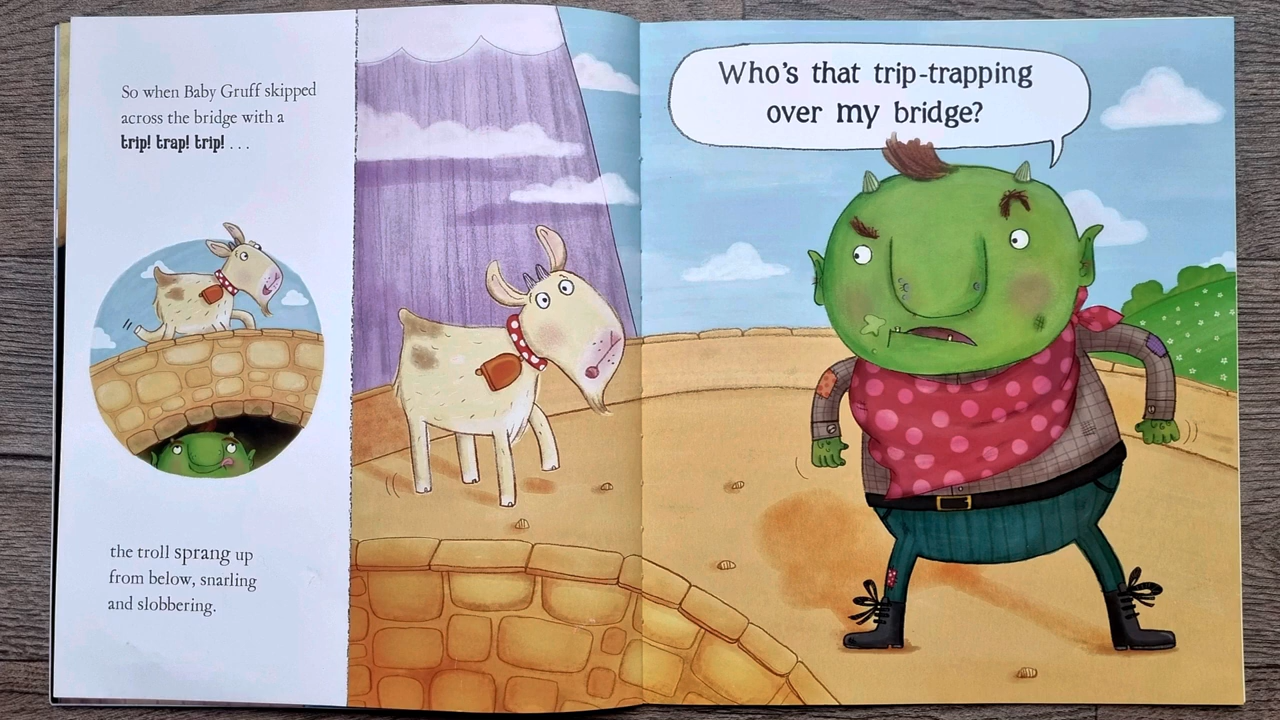 So when Baby Gruff skipped
across the bridge with a
trip! trap! trip! . . .
the troll sprang up
from below, snarling
and slobbering.
Who's that trip-trapping
over my bridge?